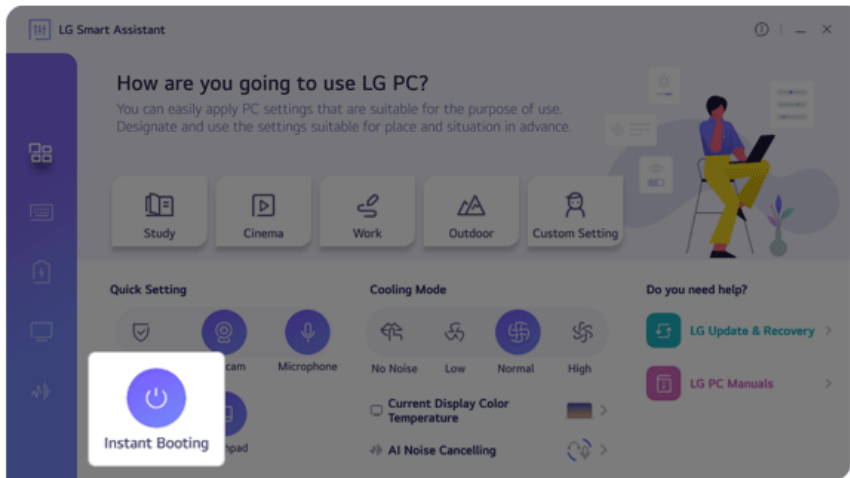 LG Smart Assistant
How are you going to use LG PC?
You can easily apply PC settings that are suitable for the purpose of use.
Designate and use the settings suitable for place and situation in advance.
Study
Cinema
Work
Outdoor
Custom Setting
Quick Setting
cam
Microphone
Instant Booting
hpad
Cooling Mode
No Noise
Low
Normal
High
Current Display Color
Temperature
AI Noise Cancelling
Do you need help?
LG Update & Recovery
LG PC Manuals